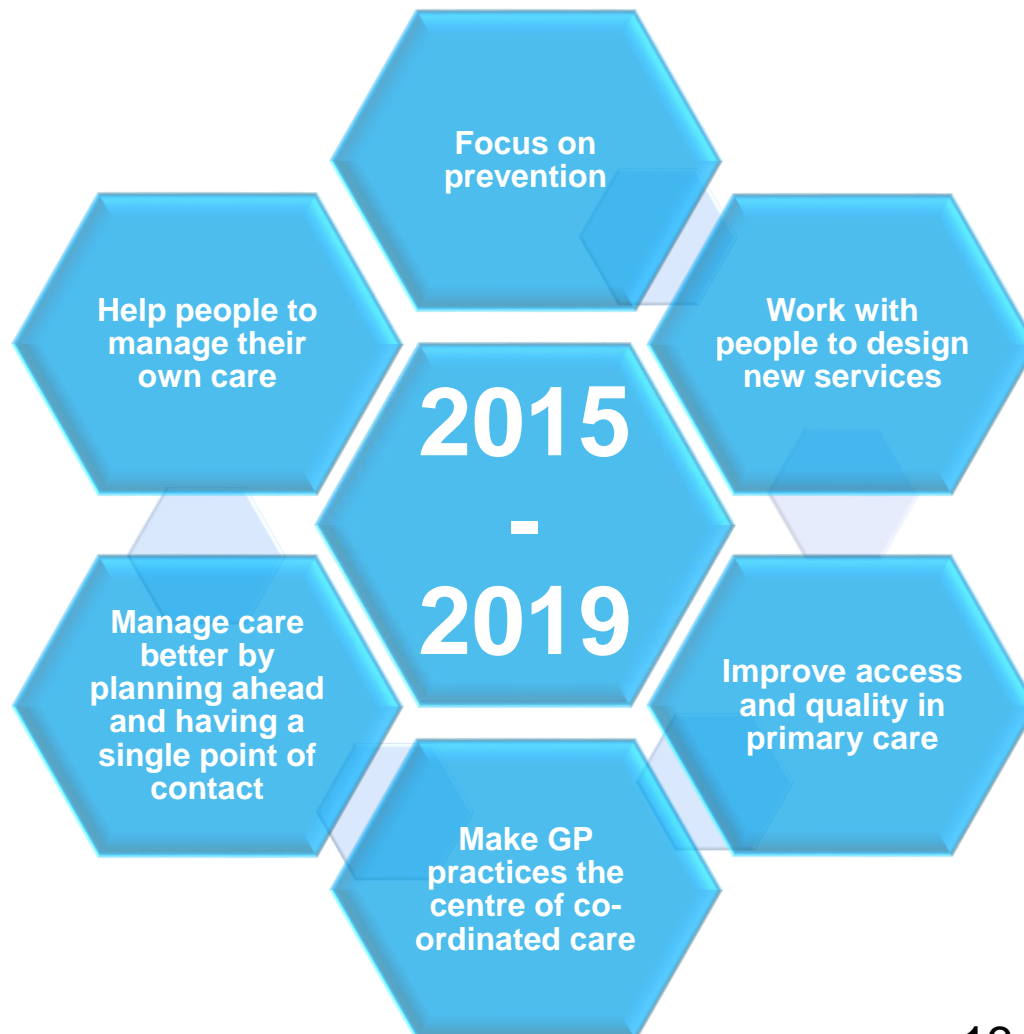 Focus on
prevention
Work with
people to design
new services
Improve access
and quality in
primary care
Make GP
practices the
centre of co-
ordinated care
Manage care
better by
planning ahead
and having a
single point of
contact
Help people to
manage their
own care
2015
-
2019